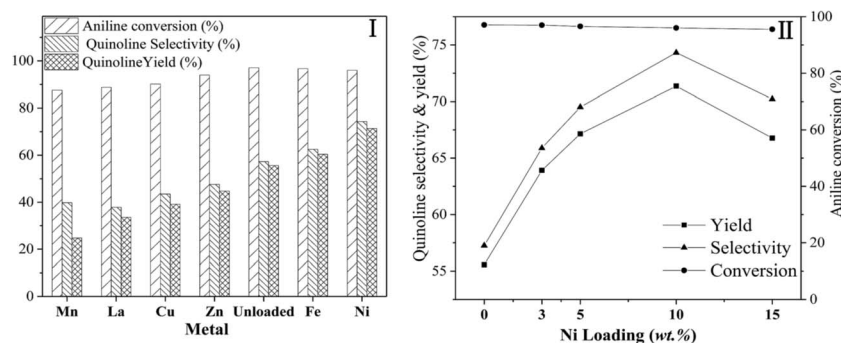 Aniline conversion (%)
Quinoline Selectivity (%)
QuinolineYield (%)
I
100
80
60
40
20
0
Mn La Cu Zn Unloaded Fe Ni
Metal
II
Quinoline selectivity & yield (%)
75
70
65
60
55
100
80
60
40
20
0
Aniline conversion (%)
Yield
Selectivity
Conversion
0 3 5 10 15
Ni Loading (wt.%)